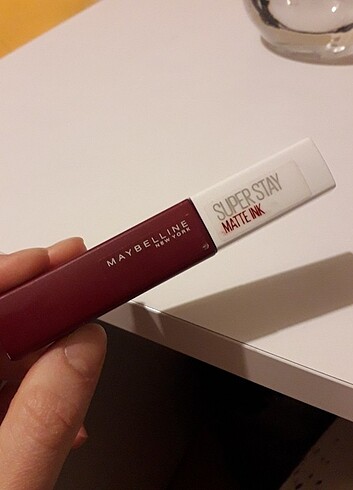 MAYBELLINE
NEW YORK
SUPER STAY
MATTE INK